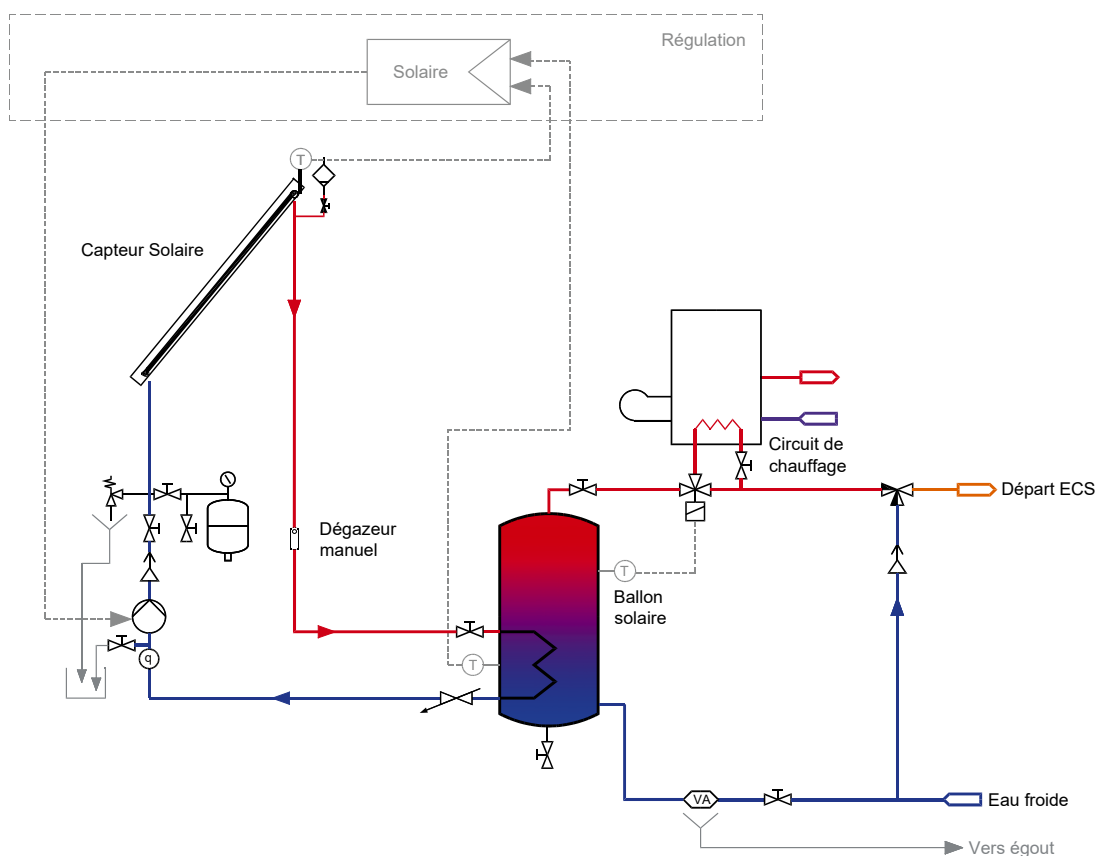 Régulation
Solaire
T
Capteur Solaire
Circuit de
chauffage
Départ ECS
Dégazeur
manuel
T
Ballon
solaire
T
q
VA
Eau froide
Vers égout